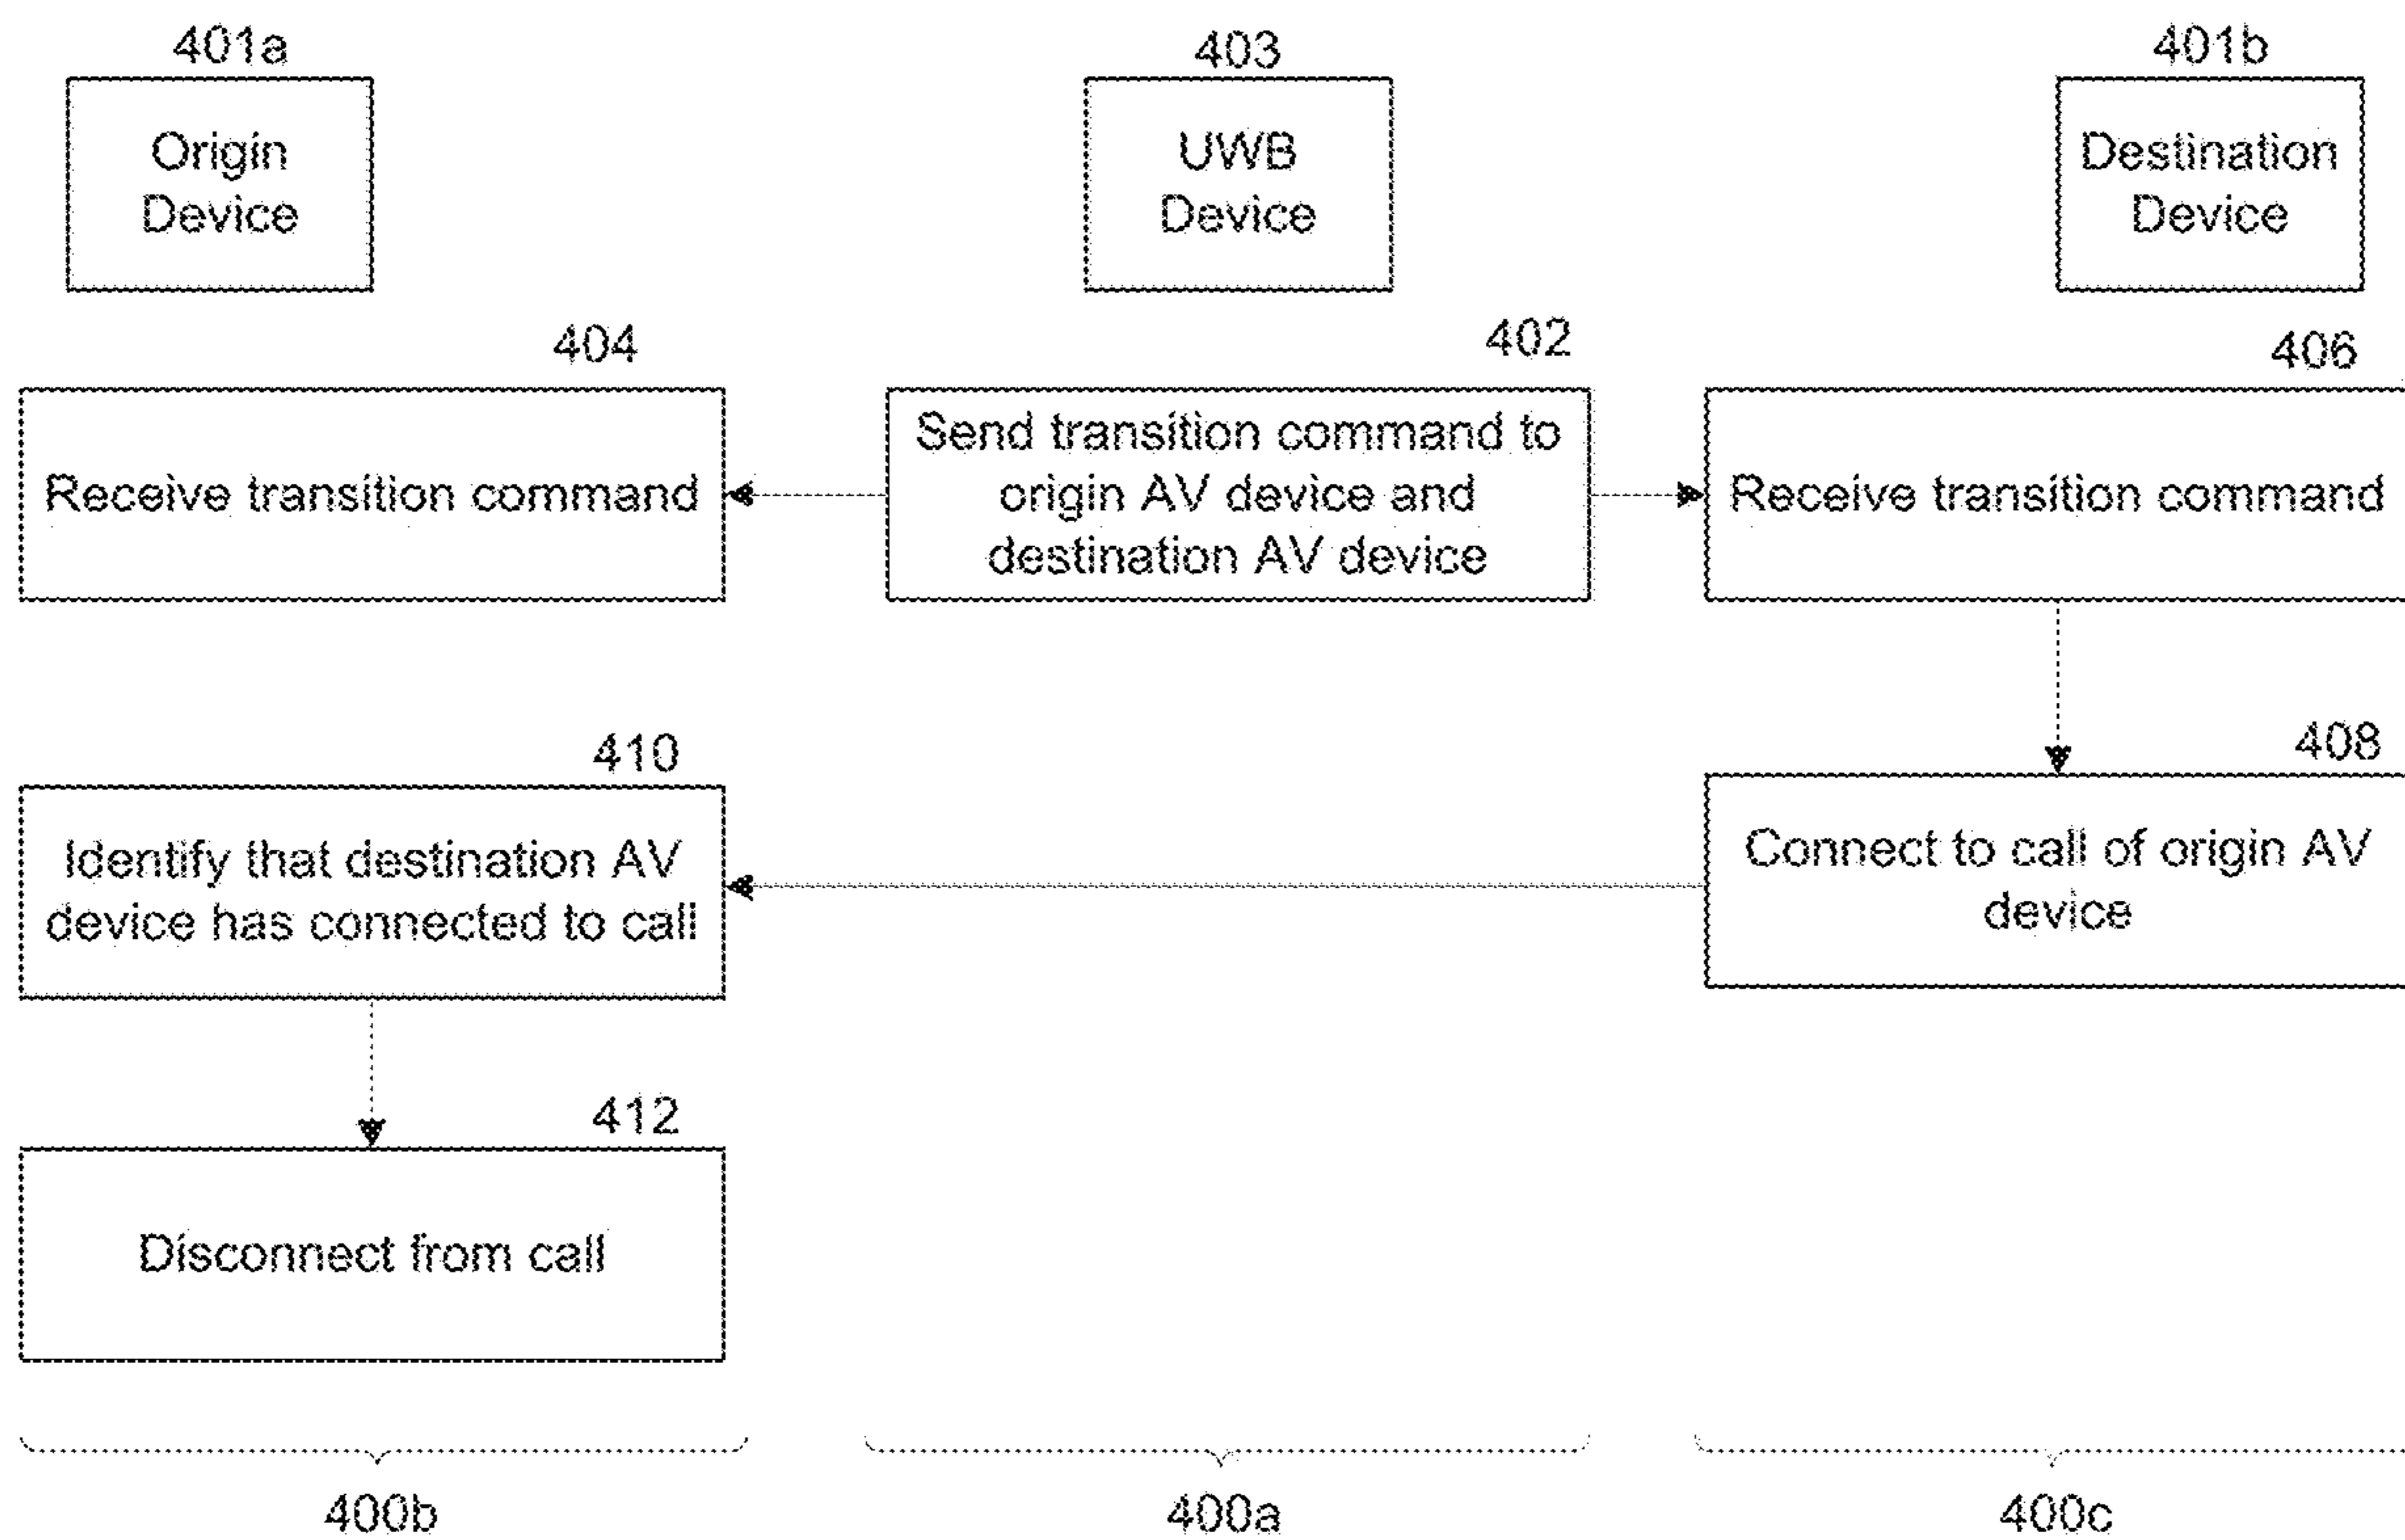 401a
403
401b
Origin
Device
UWB
Device
Destination
Device
404
402
406
Receive transition command
Send transition command to
origin AV device and
destination AV device
Receive transition command
410
408
Identify that destination AV
device has connected to call
Connect to call of origin AV
device
412
Disconnect from call
400b
400a
400c